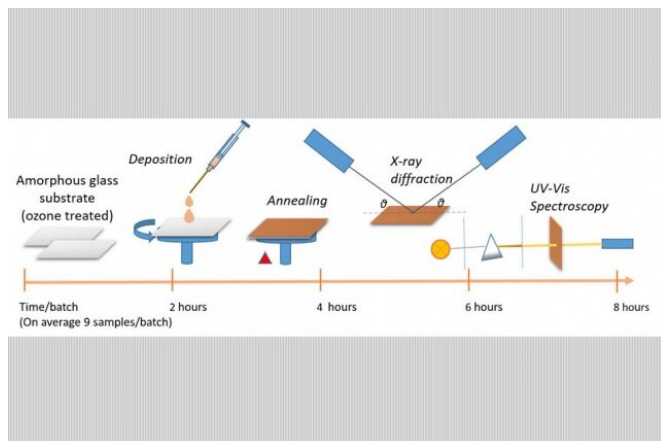 Deposition
Amorphous glass
substrate
(ozone treated)
Annealing
X-ray
diffraction
ϑ
ϑ
UV-Vis
Spectroscopy
Time/batch
(On average 9 samples/batch)
2 hours
4 hours
6 hours
8 hours